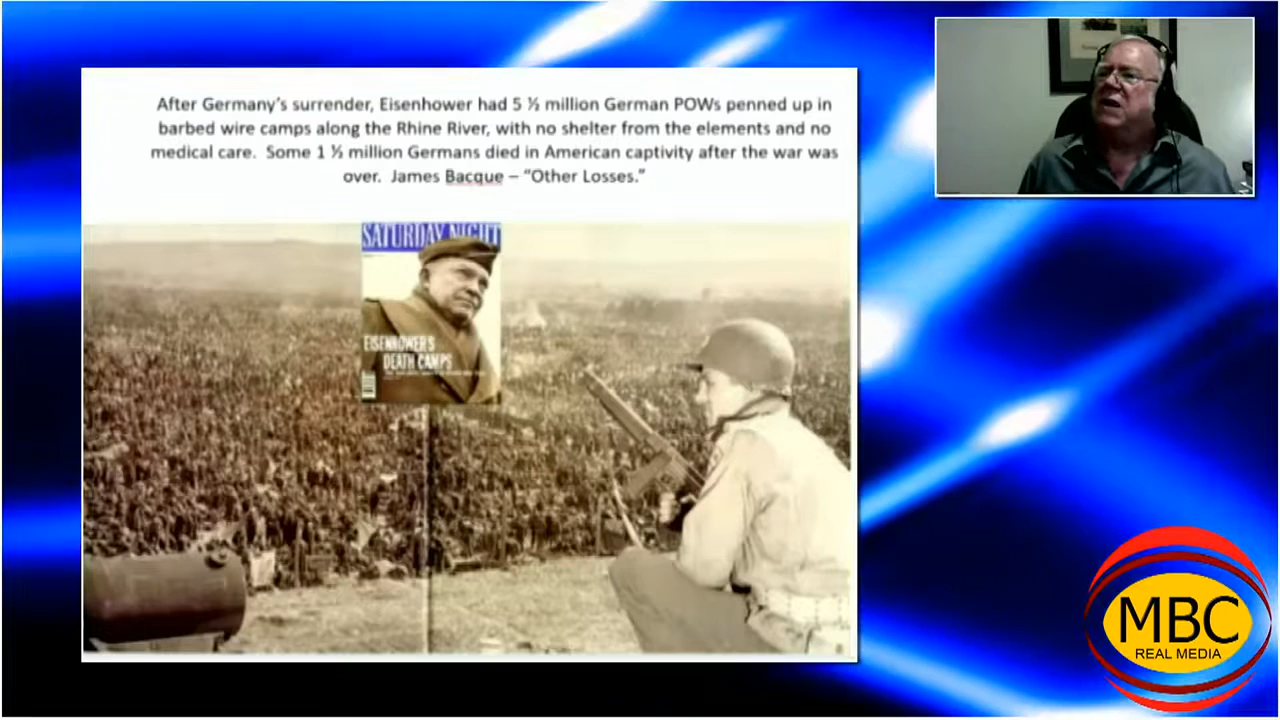 After Germany’s surrender, Eisenhower had 5 ½ million German POWs penned up in
barbed wire camps along the Rhine River, with no shelter from the elements and no
medical care.  Some 1 ½ million Germans died in American captivity after the war was
over.  James Bacque – “Other Losses.”
SATURDAY NIGHT
EISENHOWER'S
DEATH CAMPS
MBC
REAL MEDIA